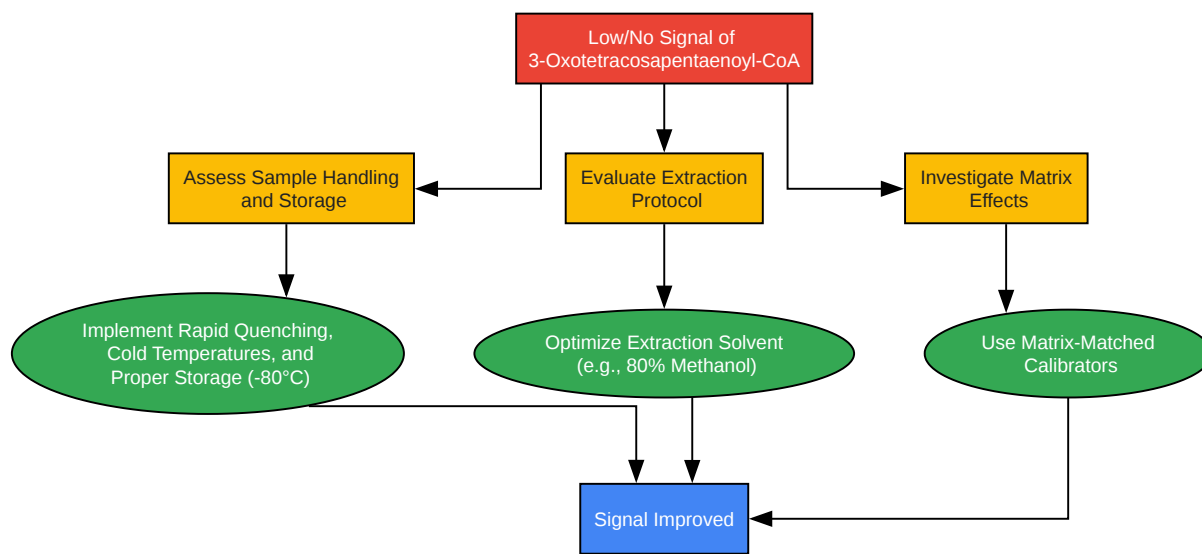 Low/No Signal of
3-Oxotetracosapentaenoyl-CoA
Assess Sample Handling
and Storage
Evaluate Extraction
Protocol
Investigate Matrix
Effects
Implement Rapid Quenching,
Cold Temperatures, and
Proper Storage (-80°C)
Optimize Extraction Solvent
(e.g., 80% Methanol)
Use Matrix-Matched
Calibrators
Signal Improved